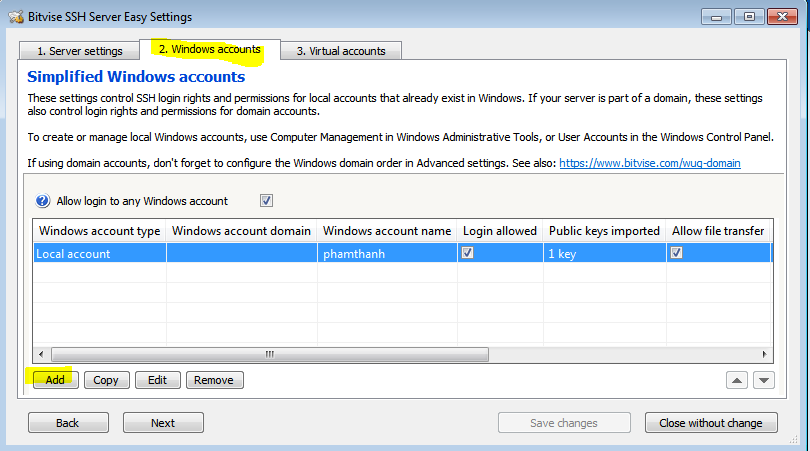 Bitvise SSH Server Easy Settings
1. Server settings
2. Windows accounts
3. Virtual accounts
Simplified Windows accounts
These settings control SSH login rights and permissions for local accounts that already exist in Windows. If your server is part of a domain, these settings
also control login rights and permissions for domain accounts.
To create or manage local Windows accounts, use Computer Management in Windows Administrative Tools, or User Accounts in the Windows Control Panel.
If using domain accounts, don't forget to configure the Windows domain order in Advanced settings. See also: https://www.bitvise.com/wug-domain
Allow login to any Windows account
Windows account type Windows account domain Windows account name Login allowed Public keys imported Allow file transfer
Local account phamthanh 1 key
Add Copy Edit Remove
Back Next Save changes Close without change